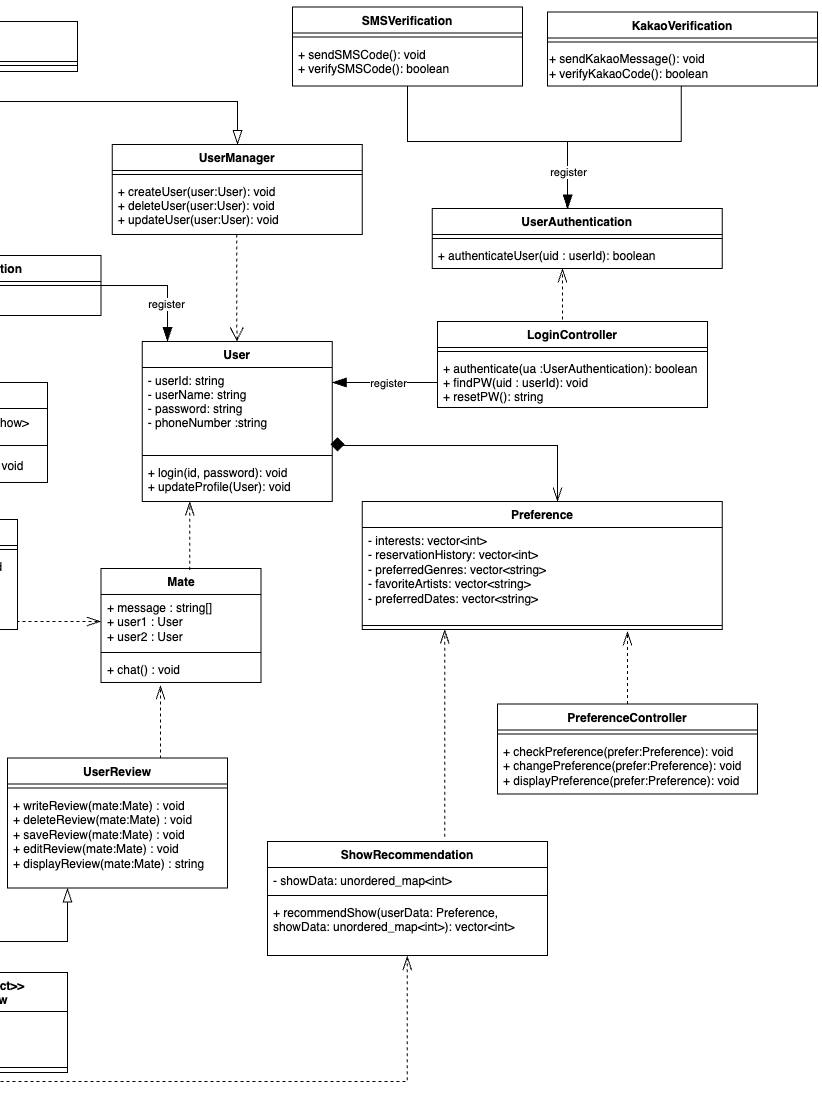 SMSVerification
+ sendSMSCode(): void
+ verifySMSCode(): boolean
KakaoVerification
+ sendKakaoMessage(): void
+ verifyKakaoCode(): boolean
UserManager
+ createUser(user:User): void
+ deleteUser(user:User): void
+ updateUser(user:User): void
register
UserAuthentication
+ authenticateUser(uid : userId): boolean
tion
register
LoginController
+ authenticate(ua :UserAuthentication): boolean
+ findPW(uid : userId): void
+ resetPW(): string
User
- userId: string
- userName: string
- password: string
- phoneNumber :string
+ login(id, password): void
+ updateProfile(User): void
register
how>
void
Preference
- interests: vector<int>
- reservationHistory: vector<int>
- preferredGenres: vector<string>
- favoriteArtists: vector<string>
- preferredDates: vector<string>
Mate
+ message : string[]
+ user1 : User
+ user2 : User
+ chat() : void
PreferenceController
+ checkPreference(prefer:Preference): void
+ changePreference(prefer:Preference): void
+ displayPreference(prefer:Preference): void
UserReview
+ writeReview(mate:Mate) : void
+ deleteReview(mate:Mate) : void
+ saveReview(mate:Mate) : void
+ editReview(mate:Mate) : void
+ displayReview(mate:Mate) : string
ShowRecommendation
- showData: unordered_map<int>
+ recommendShow(userData: Preference,
showData: unordered_map<int>): vector<int>
ct>>
w